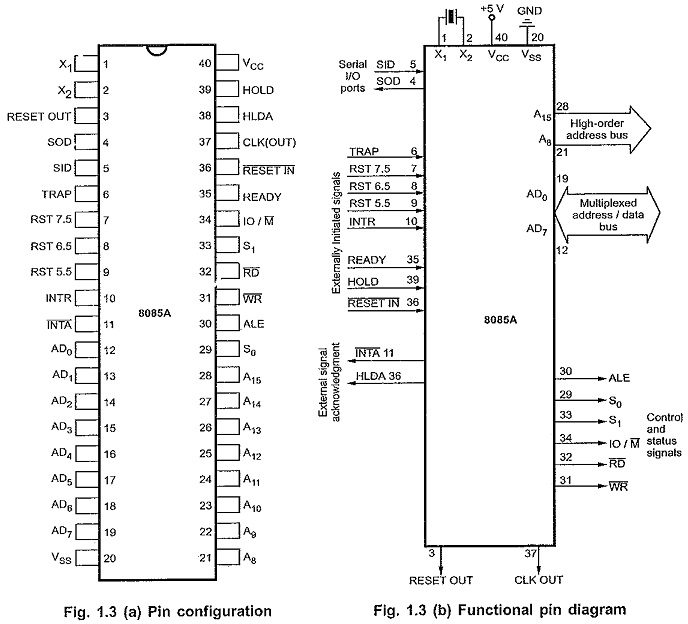 X1 1 40 VCC
X2 2 39 HOLD
RESET OUT 3 38 HLDA
SOD 4 37 CLK(OUT)
SID 5 36 RESET IN
TRAP 6 35 READY
RST 7.5 7 34 IO / M
RST 6.5 8 33 S1
RST 5.5 9 32 RD
INTR 10 31 WR
8085A
INTA 11 30 ALE
AD0 12 29 S0
AD1 13 28 A15
AD2 14 27 A14
AD3 15 26 A13
AD4 16 25 A12
AD5 17 24 A11
AD6 18 23 A10
AD7 19 22 A9
VSS 20 21 A8
Fig. 1.3 (a) Pin configuration
+5 V GND
1 2 40 20
X1 X2 VCC VSS
Serial
I/O
ports
SID 5
SOD 4
Externally Initiated signals
TRAP 6
RST 7.5 7
RST 6.5 8
RST 5.5 9
INTR 10
READY 35
HOLD 39
RESET IN 36
External signal
acknowledgment
INTA 11
HLDA 36
8085A
28
A15
A8
21
High-order
address bus
19
AD0
AD7
12
Multiplexed
address / data
bus
30 ALE
29 S0
33 S1
34 IO / M
32 RD
31 WR
Control
and
status
signals
3 37
RESET OUT CLK OUT
Fig. 1.3 (b) Functional pin diagram